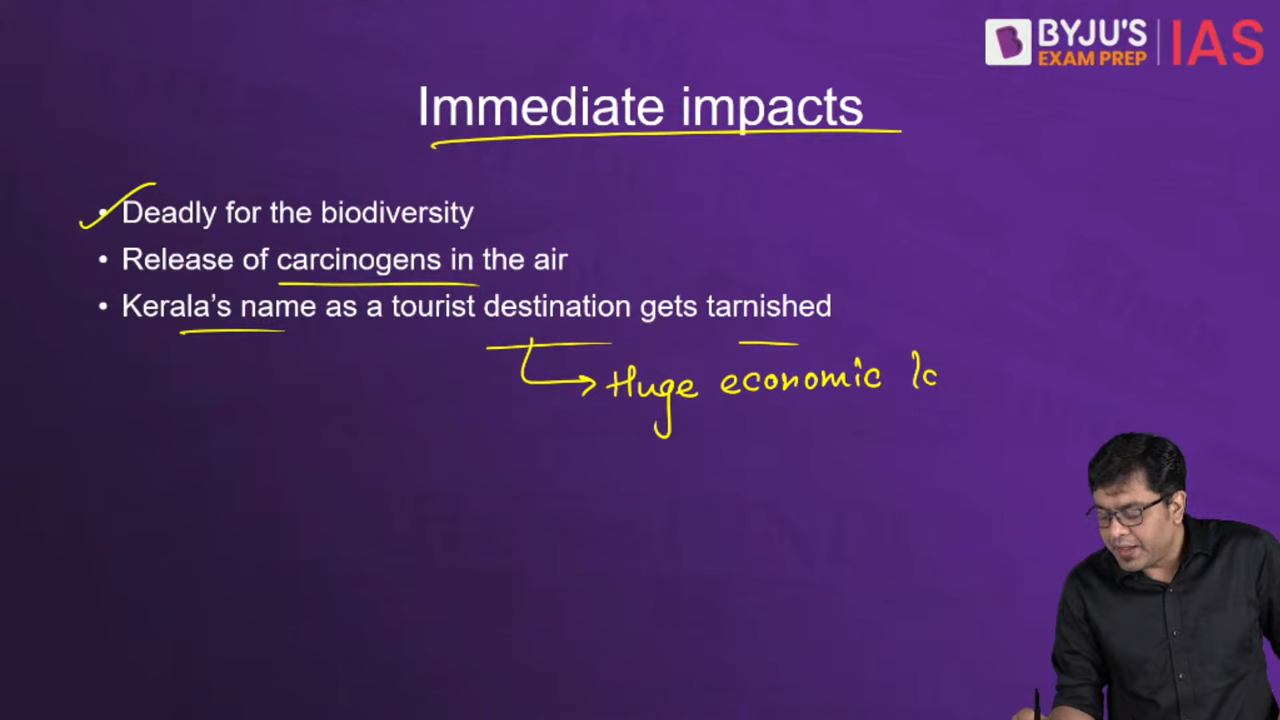 BYJU'S IAS
EXAM PREP
Immediate impacts
• Deadly for the biodiversity
• Release of carcinogens in the air
• Kerala’s name as a tourist destination gets tarnished
Huge economic lo